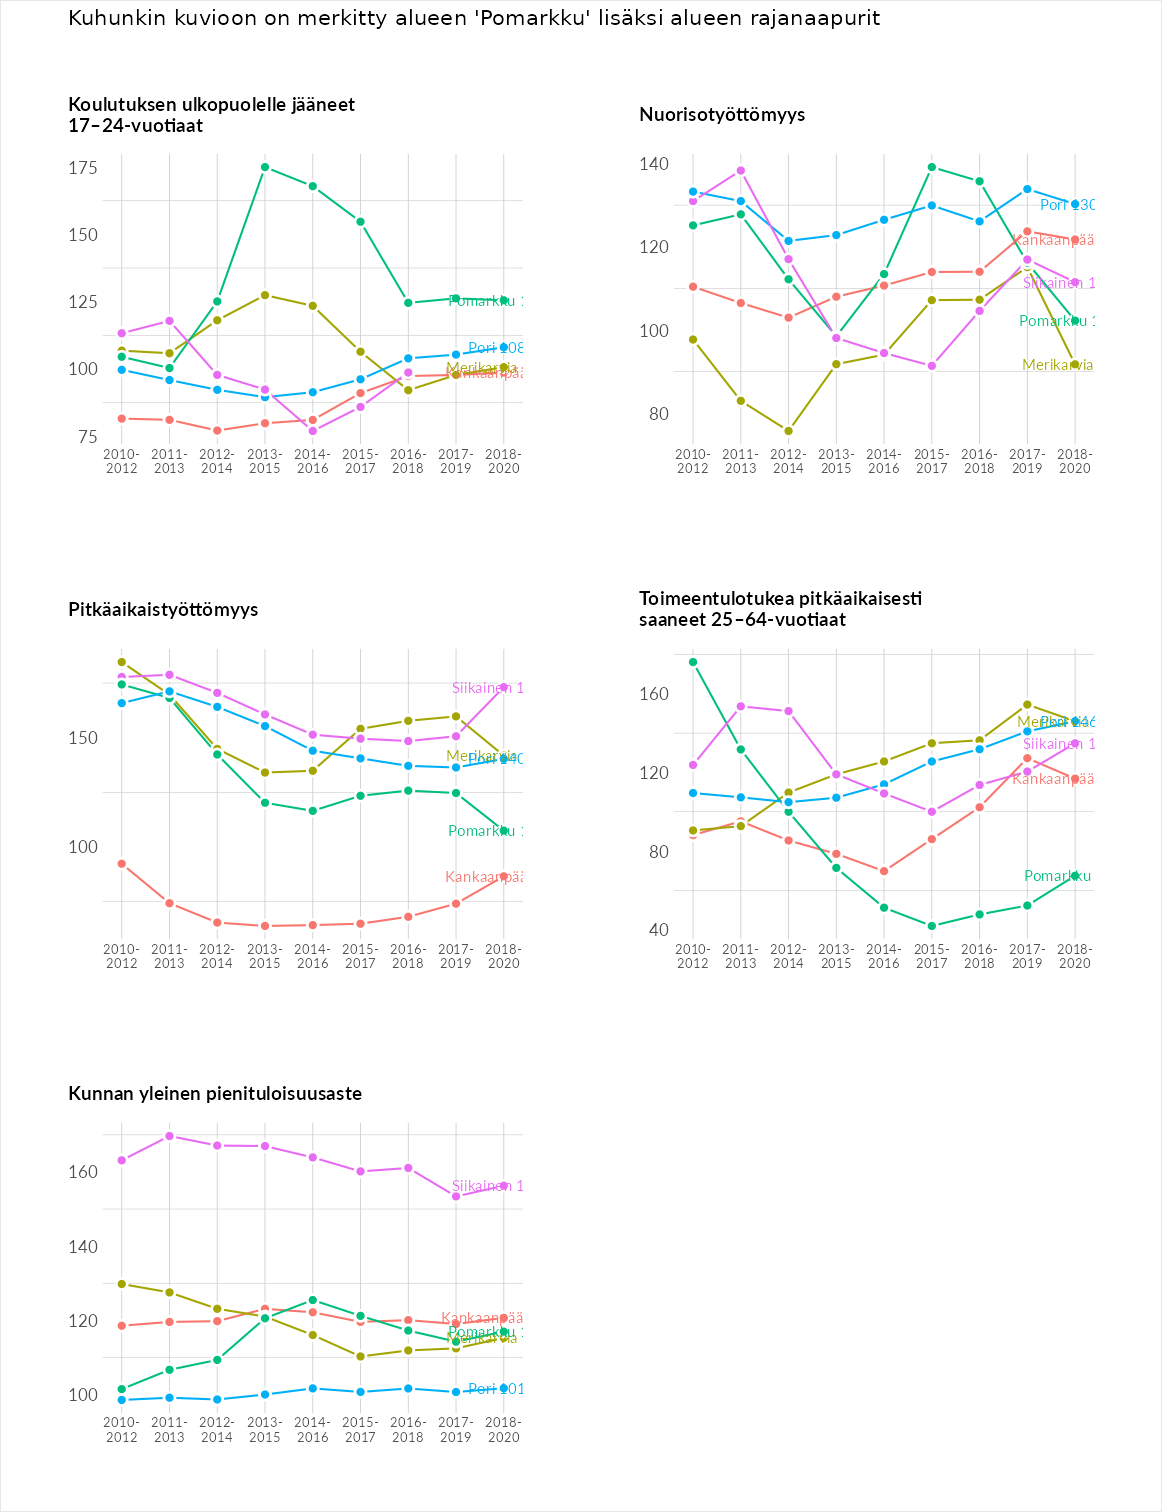 Kuhunkin kuvioon on merkitty alueen 'Pomarkku' lisäksi alueen rajanaapurit
Koulutuksen ulkopuolelle jääneet
17–24-vuotiaat
175
150
125
100
75
Pomarkku 1
Pori 108
Merikarvia
Kankaanpää
2010- 2011- 2012- 2013- 2014- 2015- 2016- 2017- 2018-
2012 2013 2014 2015 2016 2017 2018 2019 2020
Nuorisotyöttömyys
140
120
100
80
Pori 130
Kankaanpää
Siikainen 1
Pomarkku 1
Merikarvia
2010- 2011- 2012- 2013- 2014- 2015- 2016- 2017- 2018-
2012 2013 2014 2015 2016 2017 2018 2019 2020
Pitkäaikaistyöttömyys
150
100
Siikainen 1
Merikarvia
Pori 140
Pomarkku 1
Kankaanpää
2010- 2011- 2012- 2013- 2014- 2015- 2016- 2017- 2018-
2012 2013 2014 2015 2016 2017 2018 2019 2020
Toimeentulotukea pitkäaikaisesti
saaneet 25–64-vuotiaat
160
120
80
40
Merikarvia
Pori 146
Siikainen 1
Kankaanpää
Pomarkku
2010- 2011- 2012- 2013- 2014- 2015- 2016- 2017- 2018-
2012 2013 2014 2015 2016 2017 2018 2019 2020
Kunnan yleinen pienituloisuusaste
160
140
120
100
Siikainen 1
Kankaanpää
Pomarkku 1
Merikarvia
Pori 101
2010- 2011- 2012- 2013- 2014- 2015- 2016- 2017- 2018-
2012 2013 2014 2015 2016 2017 2018 2019 2020